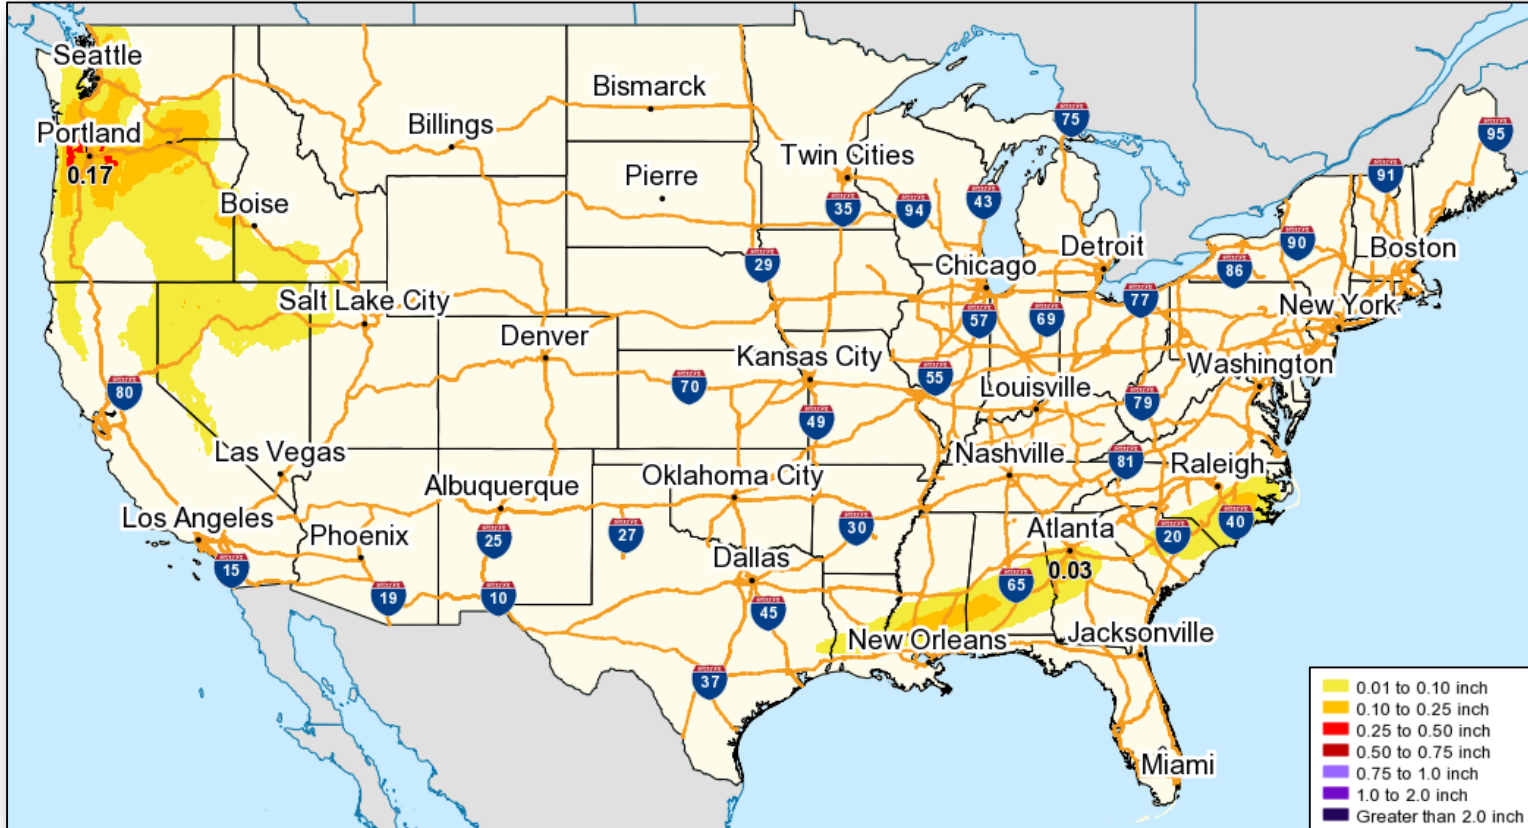 Seattle
Portland
0.17
Boise
Billings
Bismarck
Pierre
Twin Cities
75
95
91
35
94
43
29
Chicago
Detroit
90
86
Boston
77
New York
57
69
Salt Lake City
Denver
80
Kansas City
70
55
49
Louisville
Washington
79
Las Vegas
Albuquerque
Oklahoma City
Nashville
81
Raleigh
Los Angeles
Phoenix
25
27
30
Dallas
Atlanta
0.03
20
40
15
19
10
45
65
New Orleans
Jacksonville
37
Miami
0.01 to 0.10 inch
0.10 to 0.25 inch
0.25 to 0.50 inch
0.50 to 0.75 inch
0.75 to 1.0 inch
1.0 to 2.0 inch
Greater than 2.0 inch